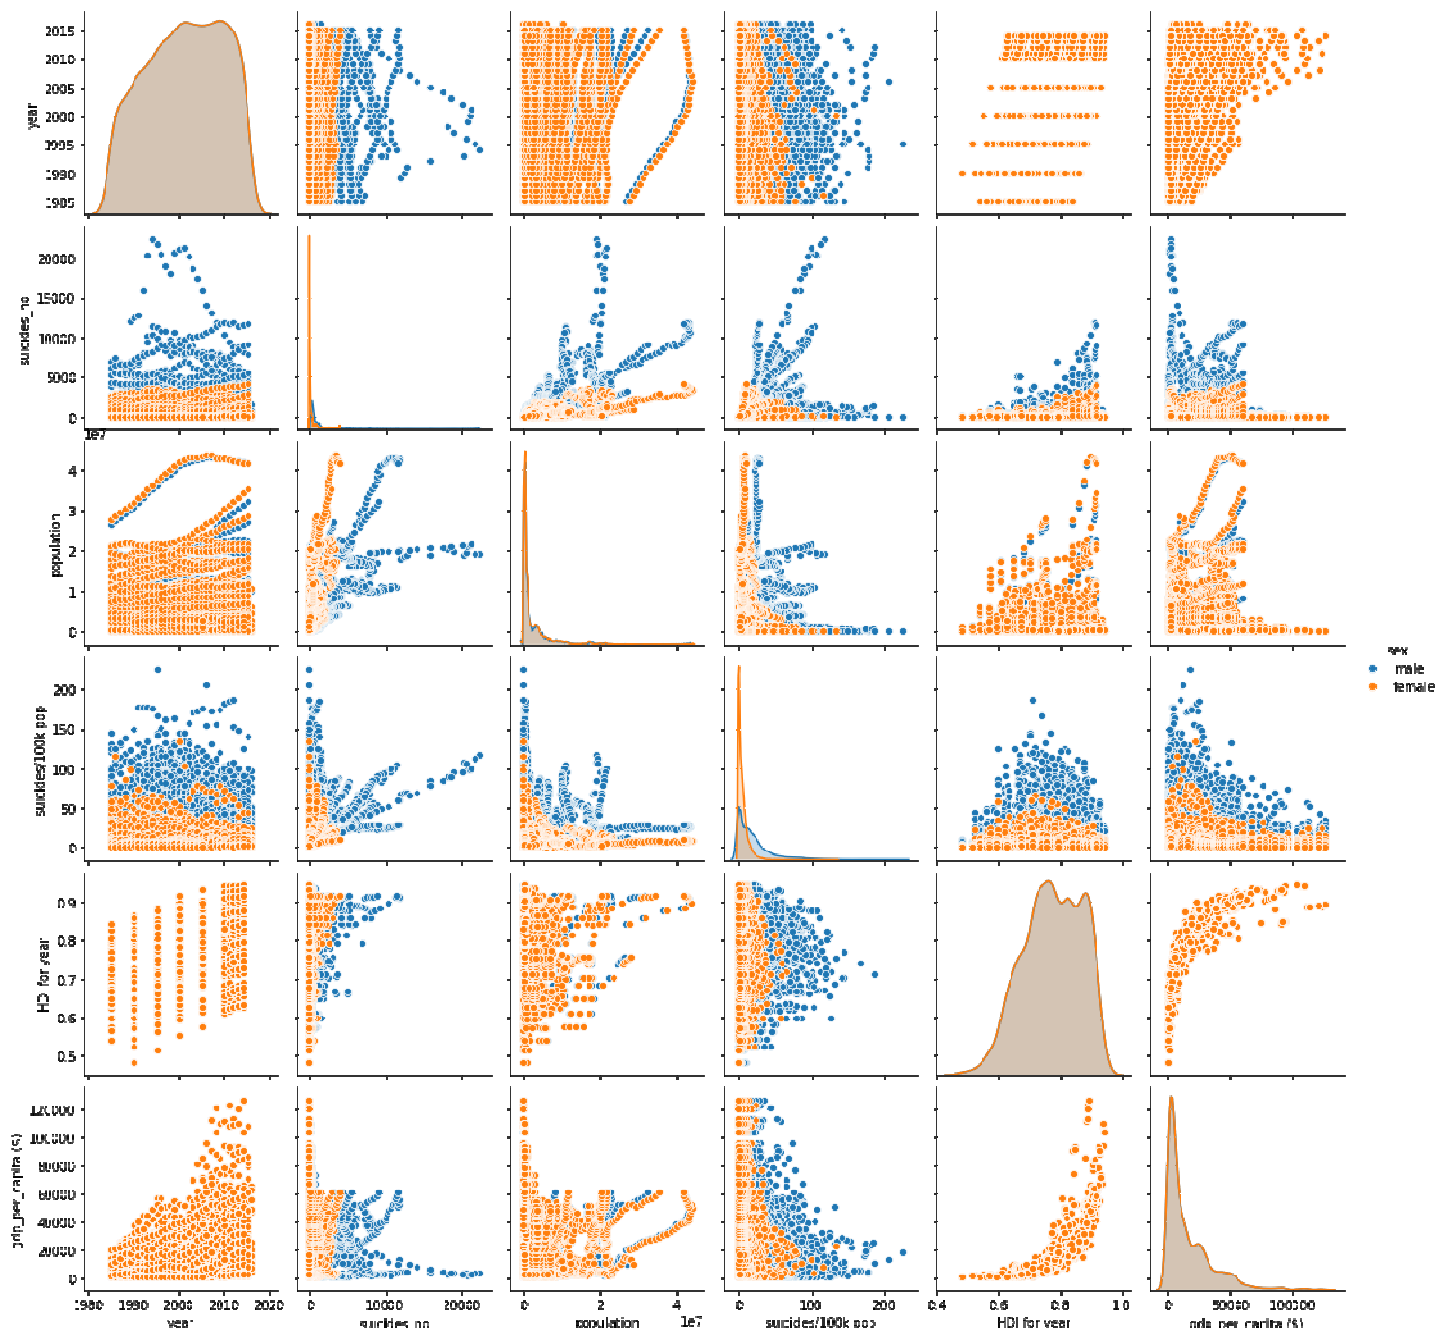 2015
2010
2005
2000
1995
1990
1985
year
20000
15000
10000
5000
0
suicides_no
1e7
4
3
2
1
0
population
200
150
100
50
0
suicides/100k pop
sex
male
female
0.9
0.8
0.7
0.6
0.5
HDI for year
120000
100000
80000
60000
40000
20000
0
gdp_per_capita ($)
1980 1990 2000 2010 2020
year
0 10000 20000
suicides_no
0 2 4
1e7
population
0 100 200
suicides/100k pop
0.4 0.6 0.8 1.0
HDI for year
0 50000 100000
gdp_per_capita ($)